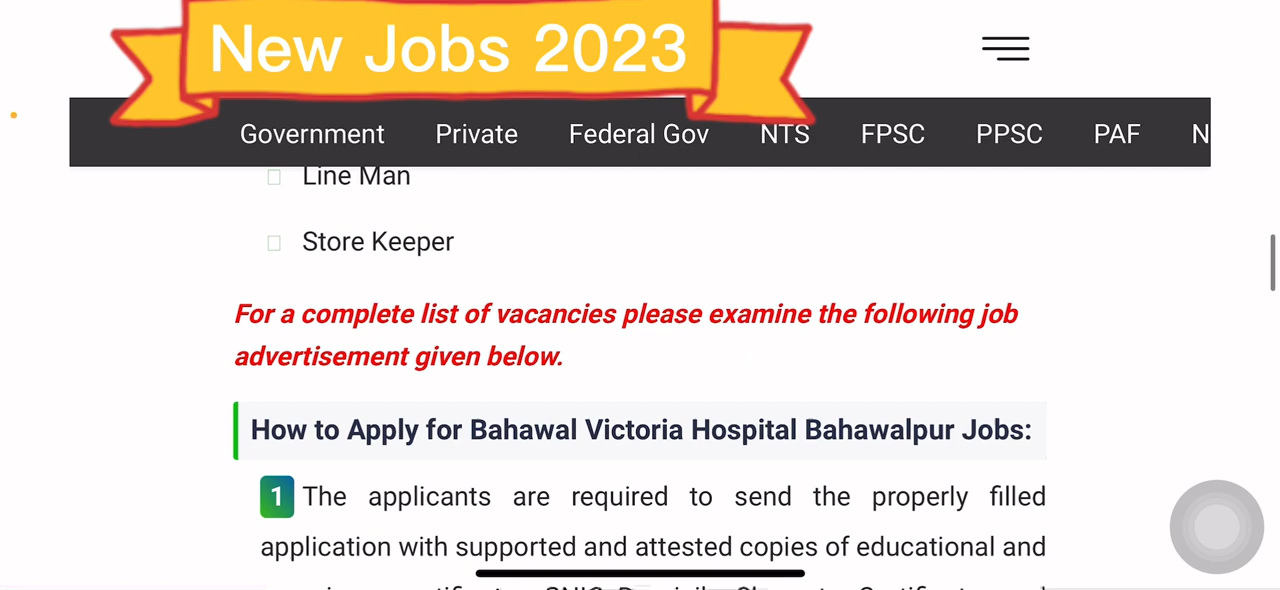 New Jobs 2023
Government Private Federal Gov NTS FPSC PPSC PAF N
Line Man
Store Keeper
For a complete list of vacancies please examine the following job
advertisement given below.
How to Apply for Bahawal Victoria Hospital Bahawalpur Jobs:
1 The applicants are required to send the properly filled
application with supported and attested copies of educational and